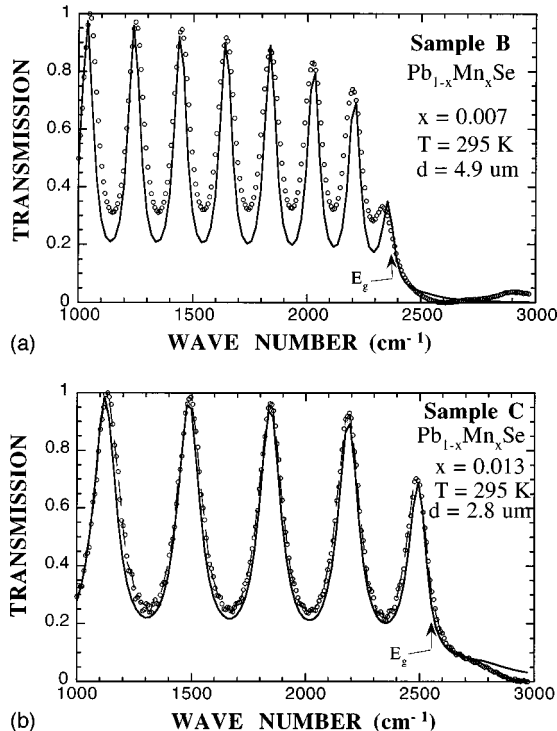 1
0.8
0.6
0.4
0.2
0
TRANSMISSION
Sample B
Pb1-xMnxSe
x = 0.007
T = 295 K
d = 4.9 um
Eg
1000
1500
2000
2500
3000
(a) WAVE NUMBER (cm-1)
1
0.8
0.6
0.4
0.2
0
TRANSMISSION
Sample C
Pb1-xMnxSe
x = 0.013
T = 295 K
d = 2.8 um
Eg
1000
1500
2000
2500
3000
(b) WAVE NUMBER (cm-1)